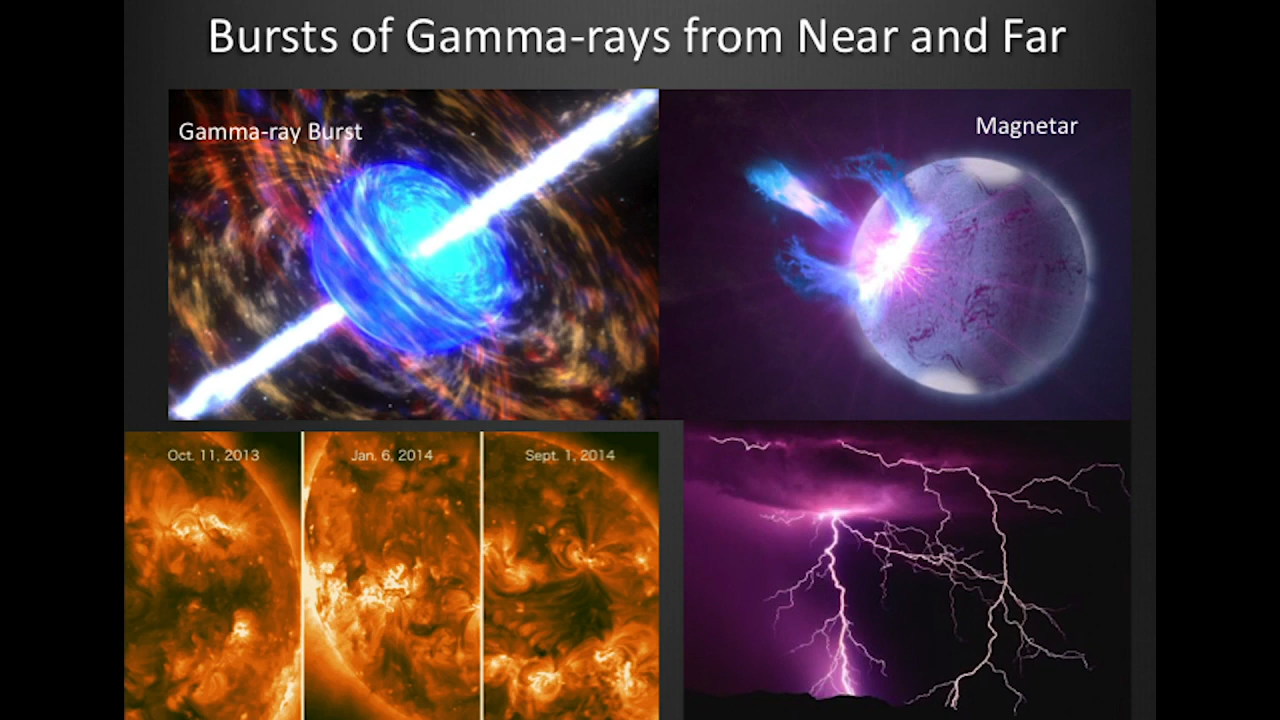 Bursts of Gamma-rays from Near and Far
Gamma-ray Burst
Magnetar
Oct. 11, 2013
Jan. 6, 2014
Sept. 1, 2014